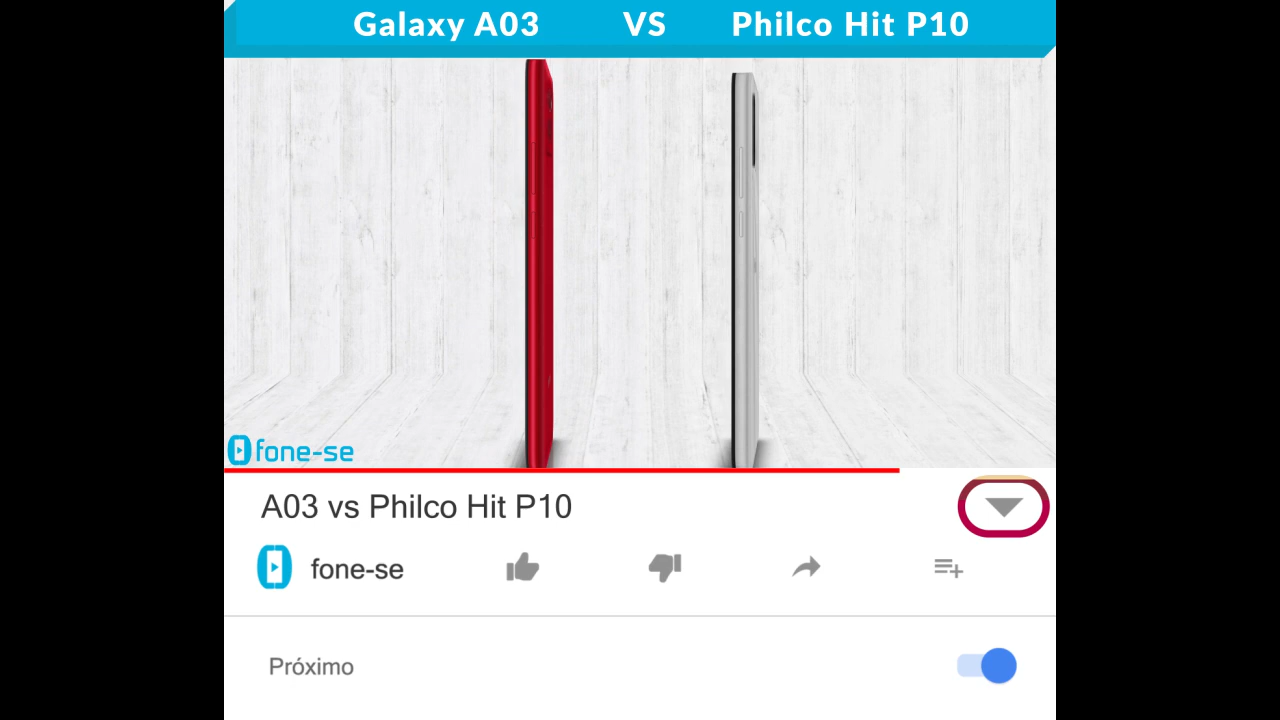 Galaxy A03 VS Philco Hit P10
fone-se
A03 vs Philco Hit P10
fone-se
Próximo